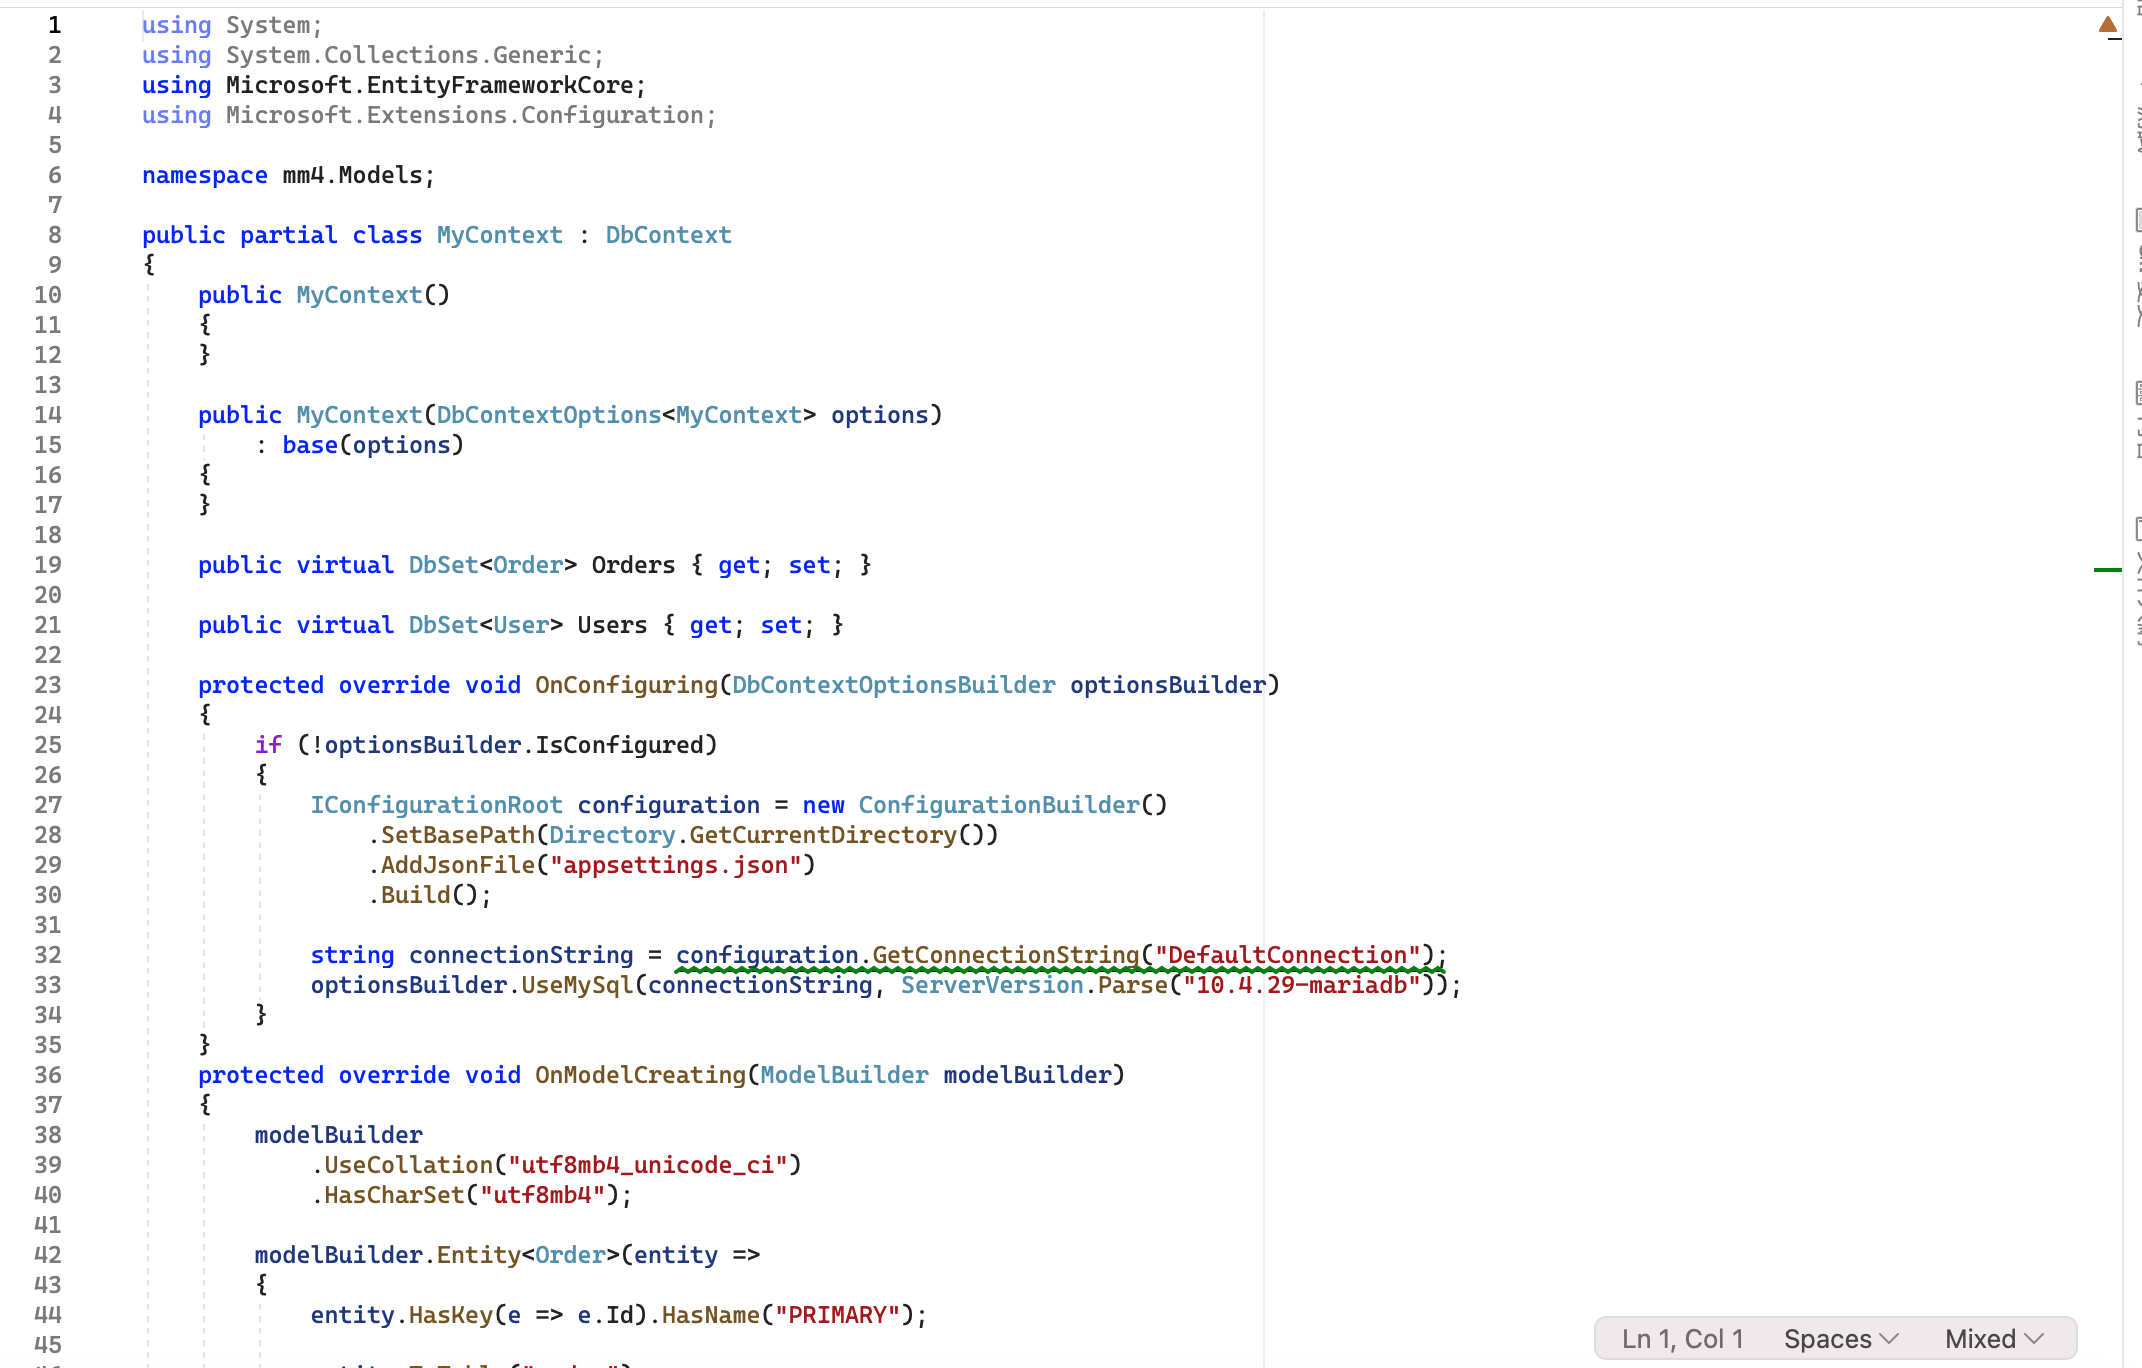 1 using System;
2 using System.Collections.Generic;
3 using Microsoft.EntityFrameworkCore;
4 using Microsoft.Extensions.Configuration;
5
6 namespace mm4.Models;
7
8 public partial class MyContext : DbContext
9 {
10     public MyContext()
11     {
12     }
13
14     public MyContext(DbContextOptions<MyContext> options)
15         : base(options)
16     {
17     }
18
19     public virtual DbSet<Order> Orders { get; set; }
20
21     public virtual DbSet<User> Users { get; set; }
22
23     protected override void OnConfiguring(DbContextOptionsBuilder optionsBuilder)
24     {
25         if (!optionsBuilder.IsConfigured)
26         {
27             IConfigurationRoot configuration = new ConfigurationBuilder()
28                 .SetBasePath(Directory.GetCurrentDirectory())
29                 .AddJsonFile("appsettings.json")
30                 .Build();
31
32             string connectionString = configuration.GetConnectionString("DefaultConnection");
33             optionsBuilder.UseMySql(connectionString, ServerVersion.Parse("10.4.29-mariadb"));
34         }
35     }
36     protected override void OnModelCreating(ModelBuilder modelBuilder)
37     {
38         modelBuilder
39             .UseCollation("utf8mb4_unicode_ci")
40             .HasCharSet("utf8mb4");
41
42         modelBuilder.Entity<Order>(entity =>
43         {
44             entity.HasKey(e => e.Id).HasName("PRIMARY");
45
Ln 1, Col 1 Spaces Mixed